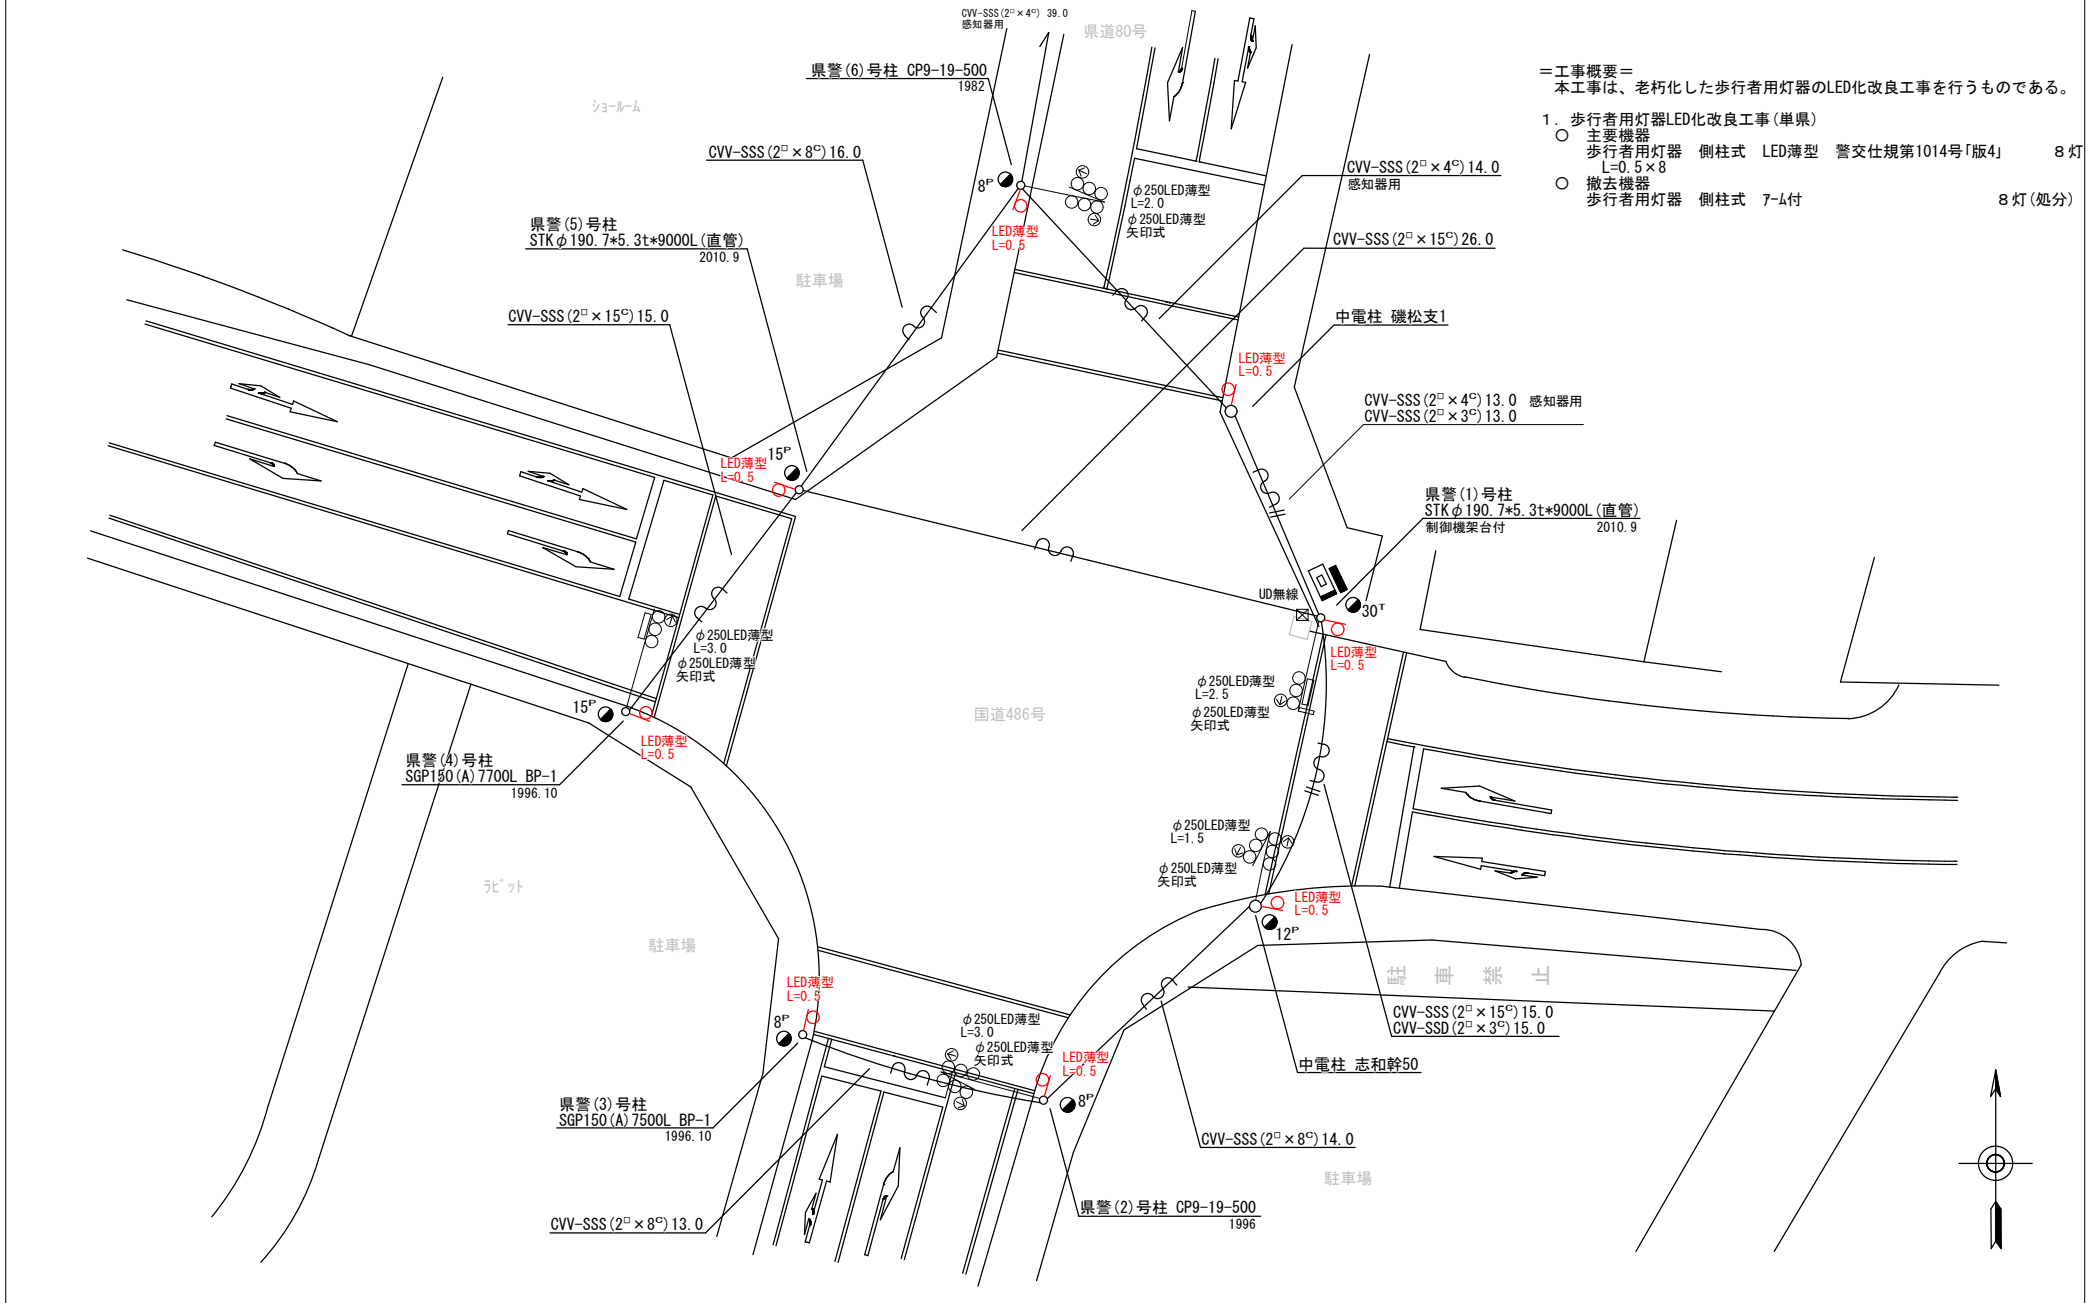 CVV-SSS(2□×4C) 39.0
感知器用
県道80号
県警(6)号柱 CP9-19-500
1982
ショールーム
CVV-SSS(2□×8C)16.0
8P
φ250LED薄型
L=2.0
φ250LED薄型
矢印式
LED薄型
L=0.5
CVV-SSS(2□×4C)14.0
感知器用
CVV-SSS(2□×15C)26.0
=工事概要=
本工事は、老朽化した歩行者用灯器のLED化改良工事を行うものである。
1. 歩行者用灯器LED化改良工事(単県)
○ 主要機器
歩行者用灯器 側柱式 LED薄型 警交仕規第1014号「版4」 8灯
L=0.5×8
○ 撤去機器
歩行者用灯器 側柱式 アーム付 8灯(処分)
県警(5)号柱
STKφ190.7*5.3t*9000L(直管)
2010.9
駐車場
CVV-SSS(2□×15C)15.0
中電柱 磯松支1
LED薄型
L=0.5
CVV-SSS(2□×4C)13.0 感知器用
CVV-SSS(2□×3C)13.0
15P
LED薄型
L=0.5
県警(1)号柱
STKφ190.7*5.3t*9000L(直管)
制御機架台付 2010.9
UD無線
30T
LED薄型
L=0.5
φ250LED薄型
L=3.0
φ250LED薄型
矢印式
φ250LED薄型
L=2.5
φ250LED薄型
矢印式
15P
LED薄型
L=0.5
国道486号
県警(4)号柱
SGP150(A)7700L BP-1
1996.10
φ250LED薄型
L=1.5
φ250LED薄型
矢印式
ラビット
LED薄型
L=0.5
12P
駐車場
駐車禁止
LED薄型
L=0.5
8P
φ250LED薄型
L=3.0
φ250LED薄型
矢印式
CVV-SSS(2□×15C)15.0
CVV-SSD(2□×3C)15.0
LED薄型
L=0.5
中電柱 志和幹50
8P
県警(3)号柱
SGP150(A)7500L BP-1
1996.10
CVV-SSS(2□×8C)14.0
駐車場
県警(2)号柱 CP9-19-500
1996
CVV-SSS(2□×8C)13.0